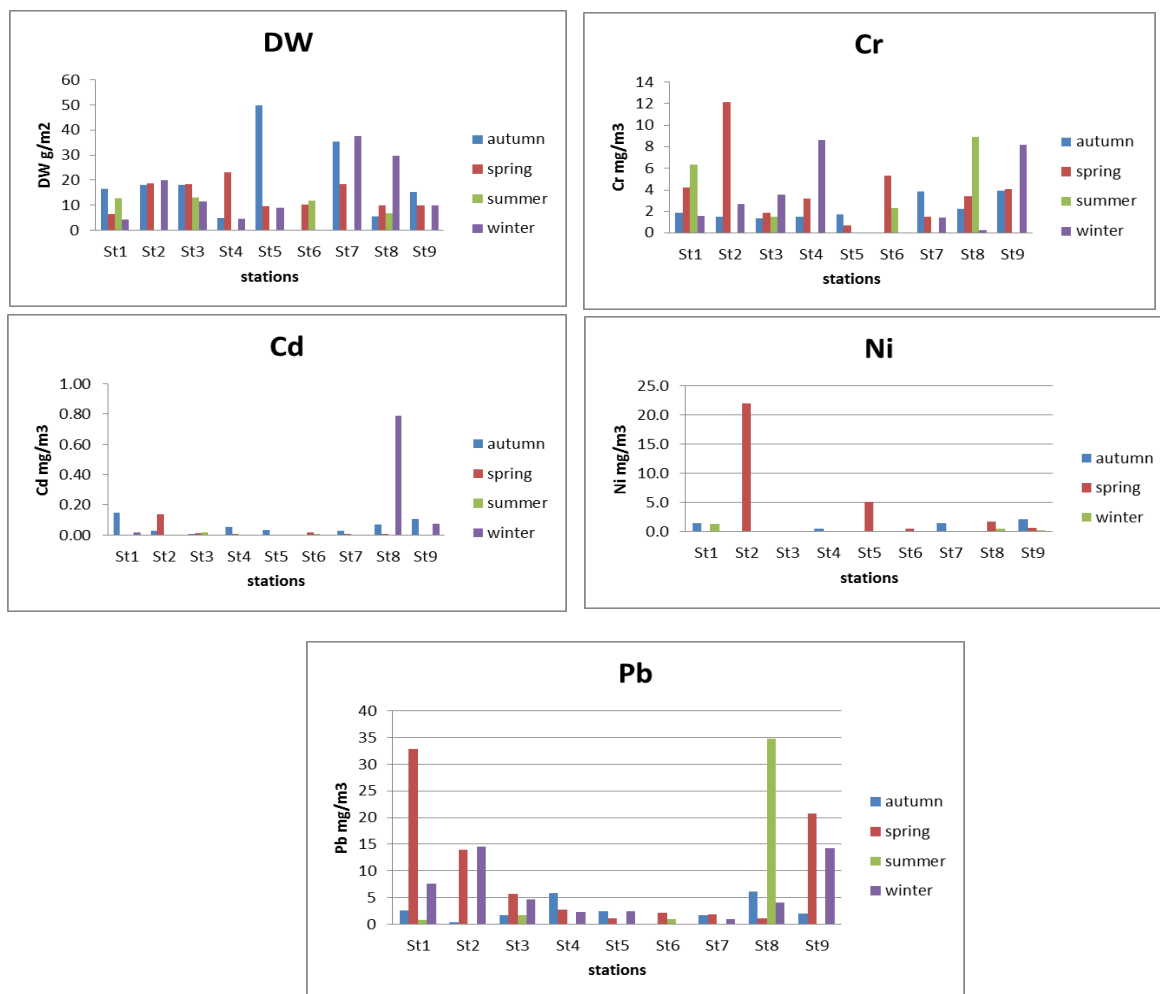 DW
DW g/m2
60
50
40
30
20
10
0
St1 St2 St3 St4 St5 St6 St7 St8 St9
stations
autumn
spring
summer
winter
Cr
Cr mg/m3
14
12
10
8
6
4
2
0
St1 St2 St3 St4 St5 St6 St7 St8 St9
stations
autumn
spring
summer
winter
Cd
Cd mg/m3
1.00
0.80
0.60
0.40
0.20
0.00
St1 St2 St3 St4 St5 St6 St7 St8 St9
stations
autumn
spring
summer
winter
Ni
Ni mg/m3
25.0
20.0
15.0
10.0
5.0
0.0
St1 St2 St3 St4 St5 St6 St7 St8 St9
stations
autumn
spring
winter
Pb
Pb mg/m3
40
35
30
25
20
15
10
5
0
St1 St2 St3 St4 St5 St6 St7 St8 St9
stations
autumn
spring
summer
winter